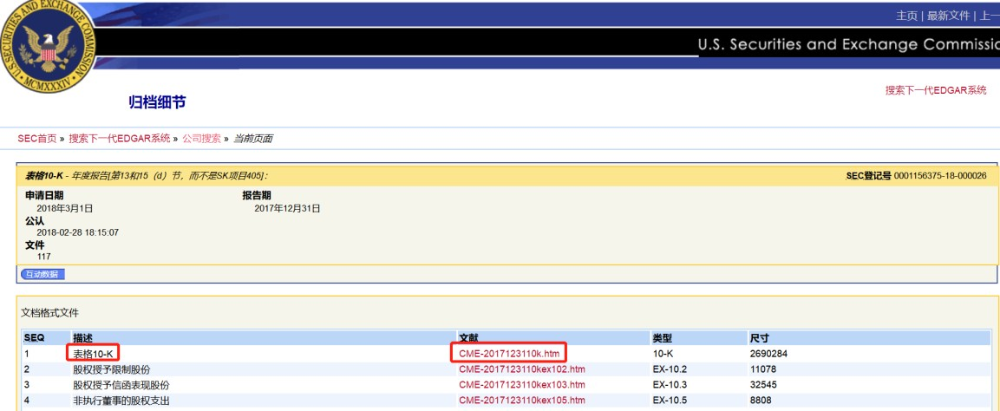 SECURITIES AND EXCHANGE COMMISSION
MCMXXXIV
主页 | 最新文件 | 上一
U.S. Securities and Exchange Commissio
归档细节
搜索下一代EDGAR系统
SEC首页 » 搜索下一代EDGAR系统 » 公司搜索 » 当前页面
表格10-K - 年度报告[第13和15（d）节，而不是SK项目405]： SEC登记号 0001156375-18-000026
申请日期 报告期
2018年3月1日 2017年12月31日
公认
2018-02-28 18:15:07
文件
117
互动数据
文档格式文件
SEQ 描述 文献 类型 尺寸
1 表格10-K CME-2017123110k.htm 10-K 2690284
2 股权授予限制股份 CME-2017123110kex102.htm EX-10.2 11078
3 股权授予信函表现股份 CME-2017123110kex103.htm EX-10.3 32545
4 非执行董事的股权支出 CME-2017123110kex105.htm EX-10.5 8808